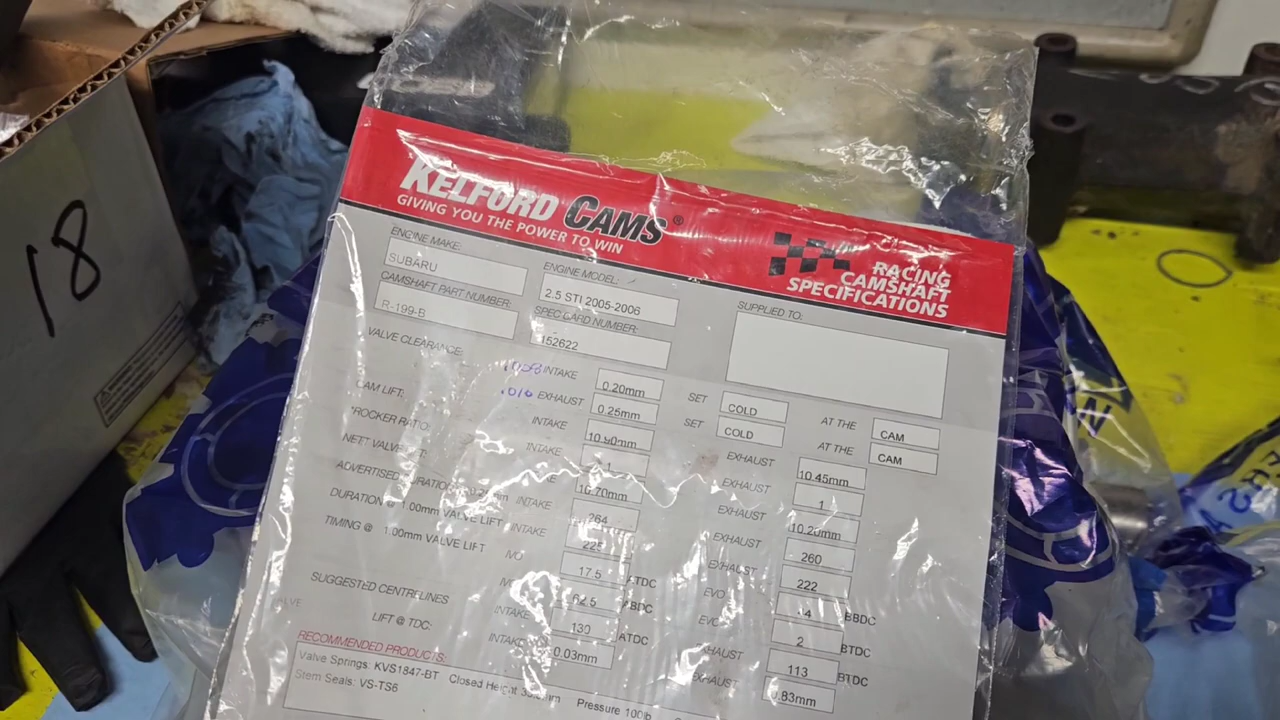 18
KELFORD CAMS®
GIVING YOU THE POWER TO WIN
RACING
CAMSHAFT
SPECIFICATIONS
ENGINE MAKE: ENGINE MODEL: SUPPLIED TO:
SUBARU 2.5 STI 2005-2006
CAMSHAFT PART NUMBER: SPEC CARD NUMBER:
R-199-B 152622
VALVE CLEARANCE: INTAKE 0.20mm SET COLD AT THE CAM
.010 EXHAUST 0.25mm SET COLD AT THE CAM
CAM LIFT: INTAKE 10.90mm EXHAUST 10.45mm
ROCKER RATIO: INTAKE 1 EXHAUST 1
NETT VALVE 10.70mm EXHAUST 10.20mm
ADVERTISED INTAKE 264 EXHAUST 260
DURATION @ 1.00mm VALVE LIFT INTAKE 225 EXHAUST 222
TIMING @ 1.00mm VALVE LIFT IVO 17.5 ATDC EVO BBDC
62.5 ABDC EVC 2 BTDC
SUGGESTED CENTRELINES INTAKE 130 ATDC EXHAUST 113 BTDC
LIFT @ TDC: INTAKE 0.03mm EXHAUST 0.83mm
RECOMMENDED PRODUCTS:
Valve Springs: KVS1847-BT Closed Height Pressure 100lb
Stem Seals: VS-TS6